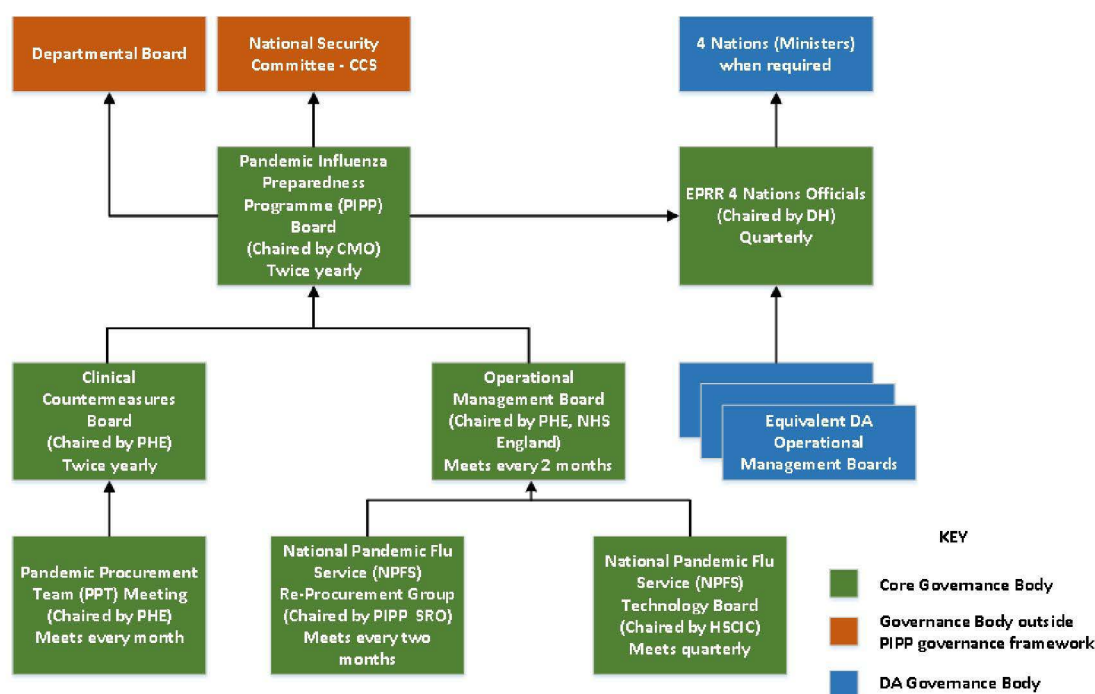 Departmental Board
National Security
Committee - CCS
4 Nations (Ministers)
when required
Pandemic Influenza
Preparedness
Programme (PIPP)
Board
(Chaired by CMO)
Twice yearly
EPRR 4 Nations Officials
(Chaired by DH)
Quarterly
Clinical
Countermeasures
Board
(Chaired by PHE)
Twice yearly
Operational
Management Board
(Chaired by PHE, NHS
England)
Meets every 2 months
Equivalent DA
Operational
Management Boards
Pandemic Procurement
Team (PPT) Meeting
(Chaired by PHE)
Meets every month
National Pandemic Flu
Service (NPFS)
Re-Procurement Group
(Chaired by PIPP SRO)
Meets every two
months
National Pandemic Flu
Service (NPFS)
Technology Board
(Chaired by HSCIC)
Meets quarterly
KEY
Core Governance Body
Governance Body outside
PIPP governance framework
DA Governance Body